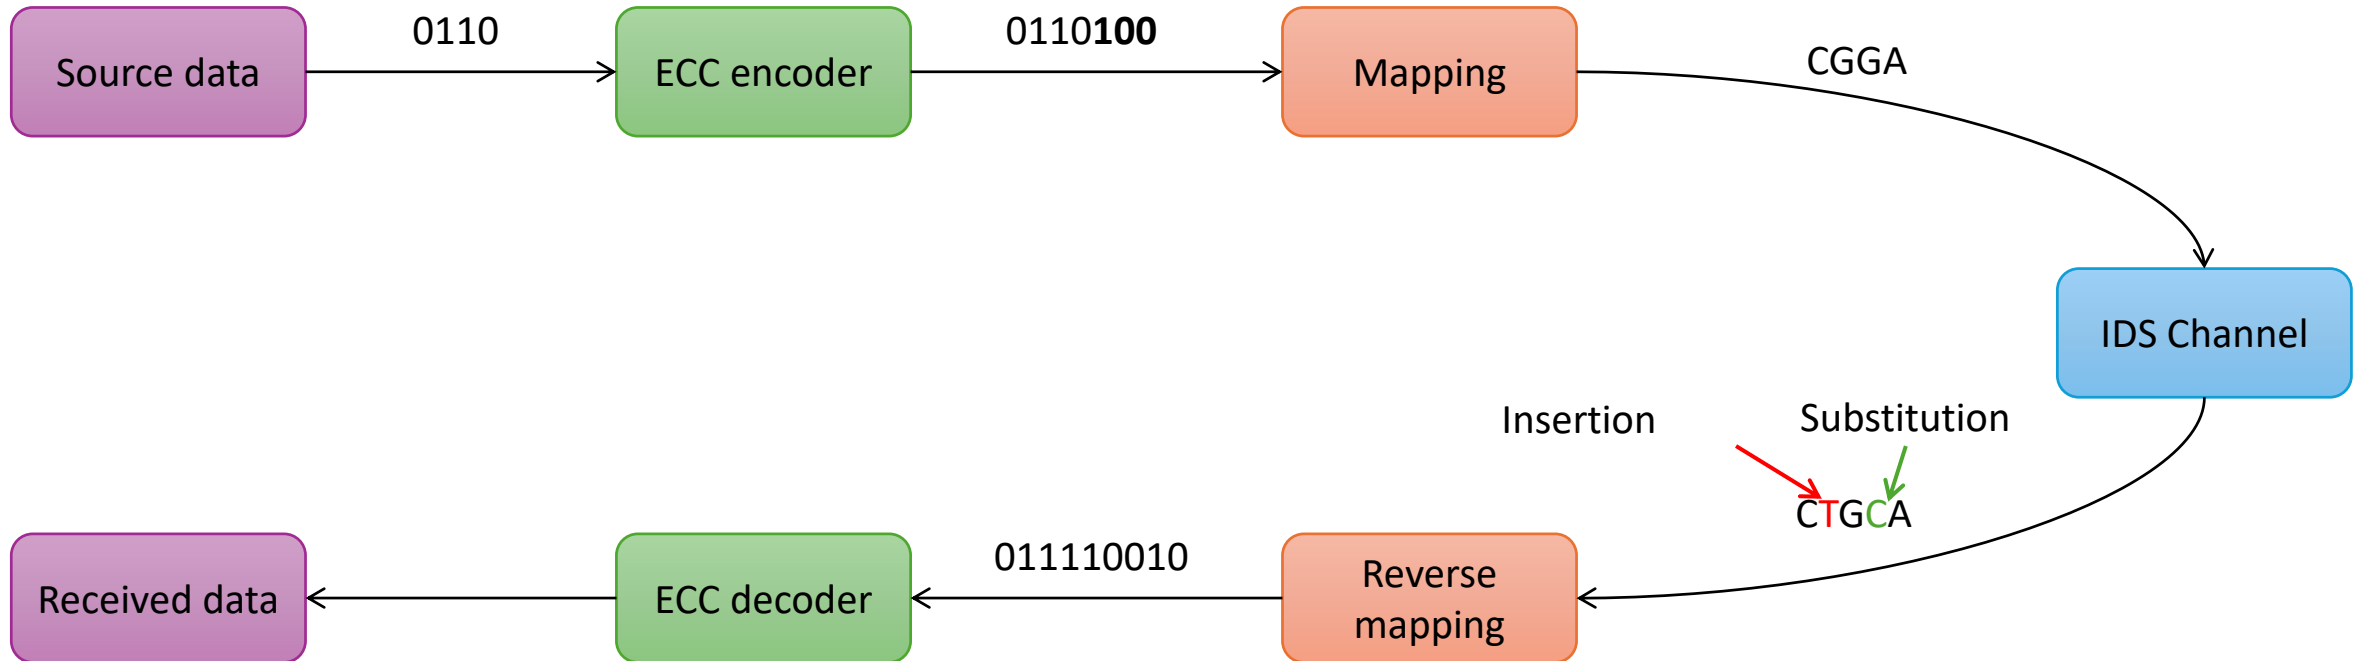 0110
0110100
Source data
ECC encoder
Mapping
CGGA
IDS Channel
Insertion
Substitution
CTGCA
011110010
Received data
ECC decoder
Reverse
mapping